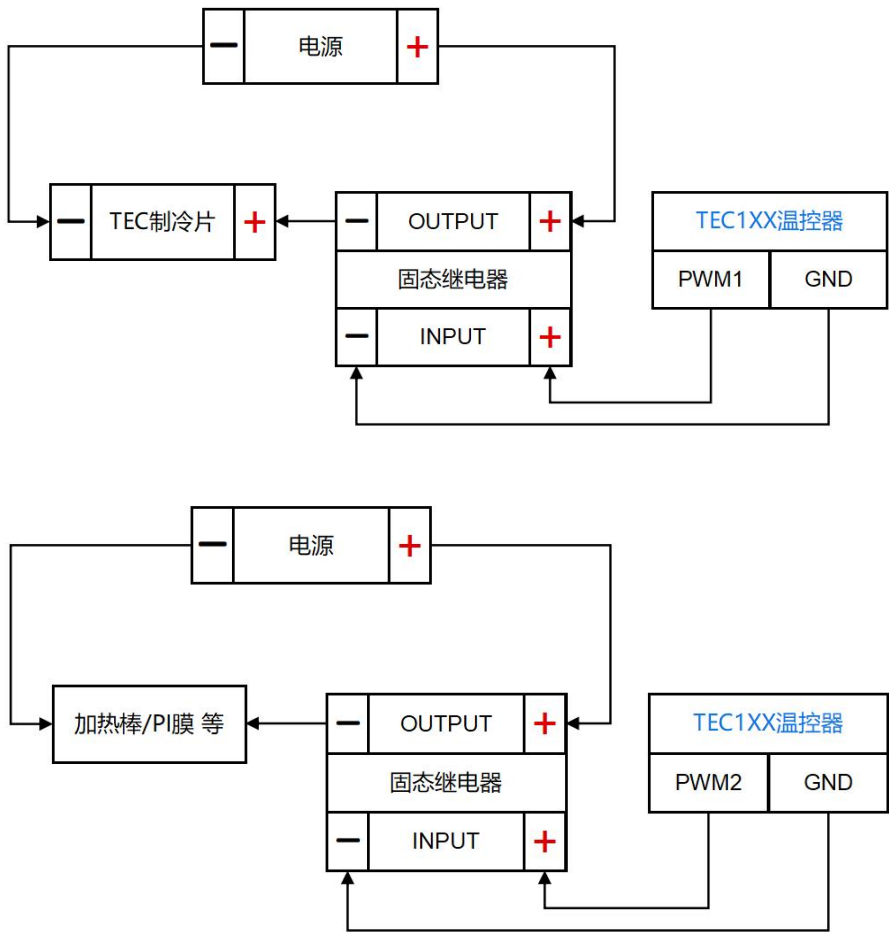 − 电源 +
− TEC制冷片 +
− OUTPUT +
固态继电器
− INPUT +
TEC1XX温控器
PWM1 GND
− 电源 +
加热棒/PI膜 等
− OUTPUT +
固态继电器
− INPUT +
TEC1XX温控器
PWM2 GND